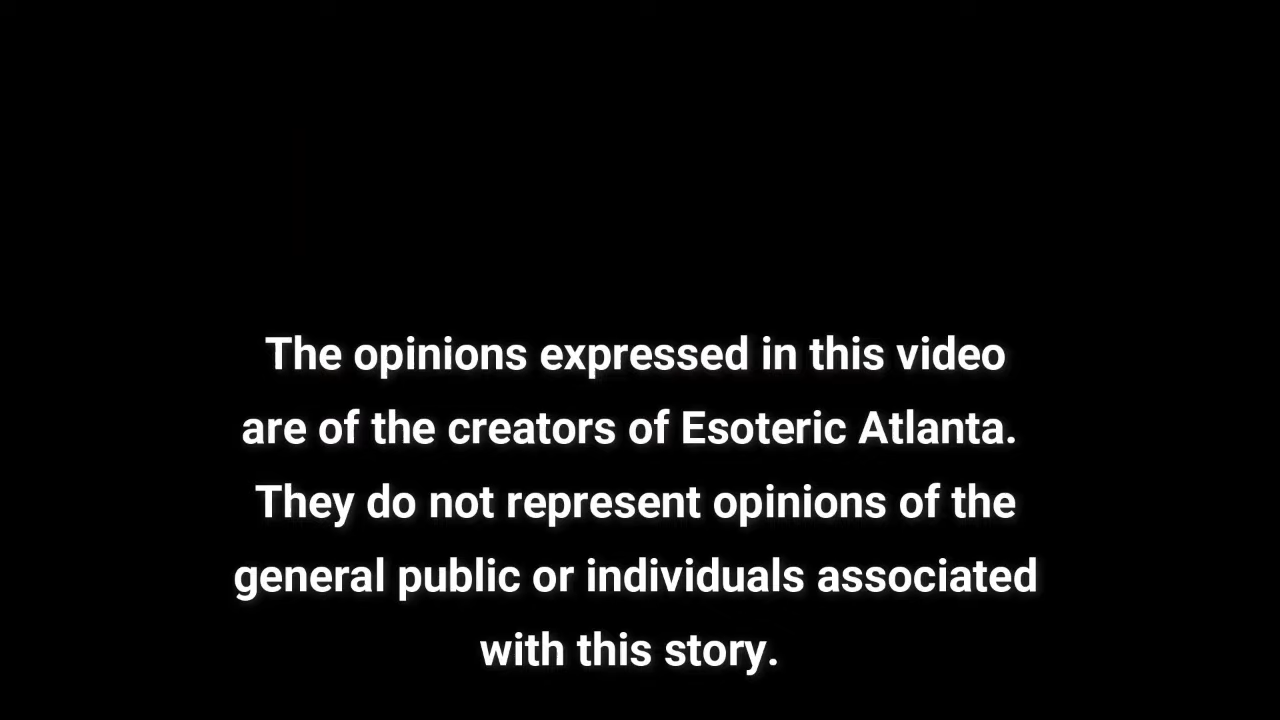 The opinions expressed in this video
are of the creators of Esoteric Atlanta.
They do not represent opinions of the
general public or individuals associated
with this story.